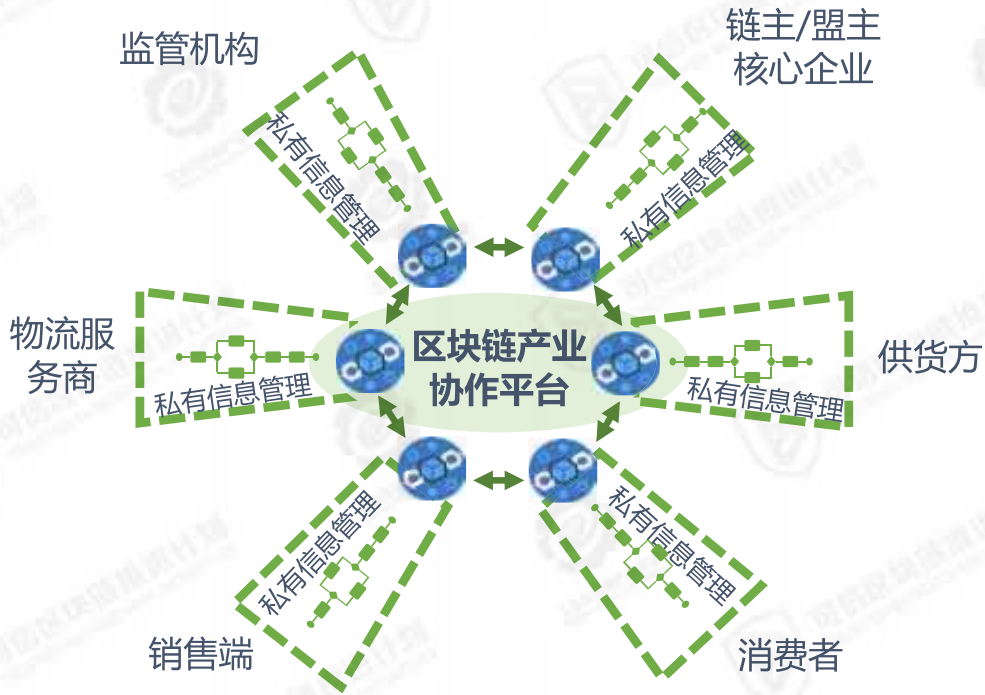 监管机构
链主/盟主
核心企业
私有信息管理
私有信息管理
物流服
务商
私有信息管理
区块链产业
协作平台
私有信息管理
供货方
私有信息管理
私有信息管理
销售端
消费者